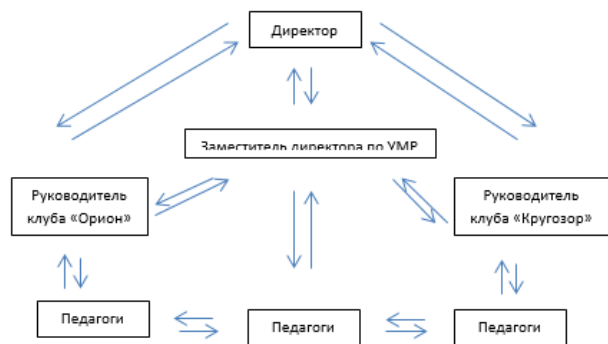 Директор
Заместитель директора по УМР
Руководитель
клуба «Орион»
Руководитель
клуба «Кругозор»
Педагоги
Педагоги
Педагоги